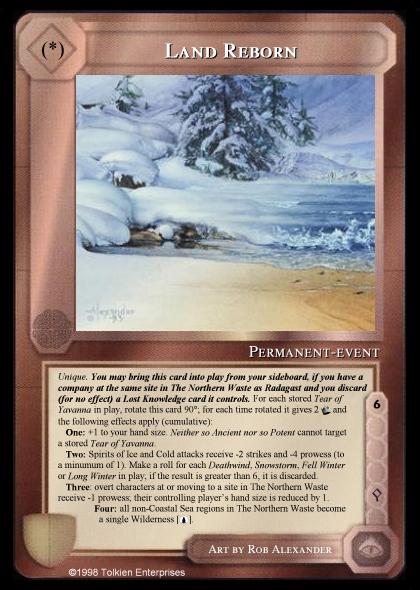 (*)
LAND REBORN
Alexander
PERMANENT-EVENT
Unique. You may bring this card into play from your sideboard, if you have a
company at the same site in The Northern Waste as Radagast and you discard
(for no effect) a Lost Knowledge card it controls. For each stored Tear of
Yavanna in play, rotate this card 90°; for each time rotated it gives 2 and
the following effects apply (cumulative):
One: +1 to your hand size. Neither so Ancient nor so Potent cannot target
a stored Tear of Yavanna.
Two: Spirits of Ice and Cold attacks receive -2 strikes and -4 prowess (to
a minimum of 1). Make a roll for each Deathwind, Snowstorm, Fell Winter
or Long Winter in play; if the result is greater than 6, it is discarded.
Three: overt characters at or moving to a site in The Northern Waste
receive -1 prowess; their controlling player's hand size is reduced by 1.
Four: all non-Coastal Sea regions in The Northern Waste become
a single Wilderness [ ].
6
ART BY ROB ALEXANDER
©1998 Tolkien Enterprises